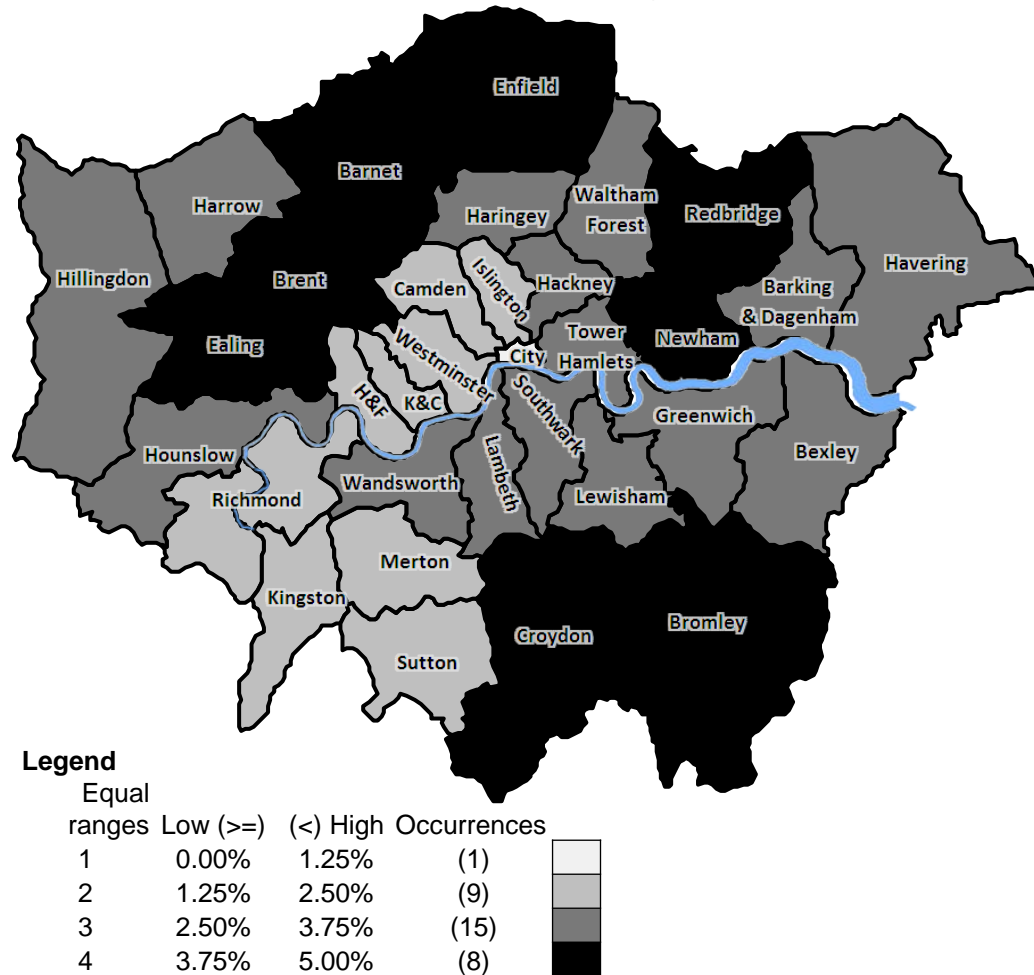 Enfield
Barnet
Waltham
Forest
Redbridge
Harrow
Haringey
Havering
Hillingdon
Brent
Camden
Islington
Hackney
Barking
& Dagenham
Ealing
Tower
Hamlets
Newham
Westminster
City
H&F
K&C
Southwark
Greenwich
Hounslow
Bexley
Richmond
Wandsworth
Lambeth
Lewisham
Merton
Kingston
Sutton
Croydon
Bromley
Legend
Equal
ranges Low (>=) (<) High Occurrences
1 0.00% 1.25% (1)
2 1.25% 2.50% (9)
3 2.50% 3.75% (15)
4 3.75% 5.00% (8)